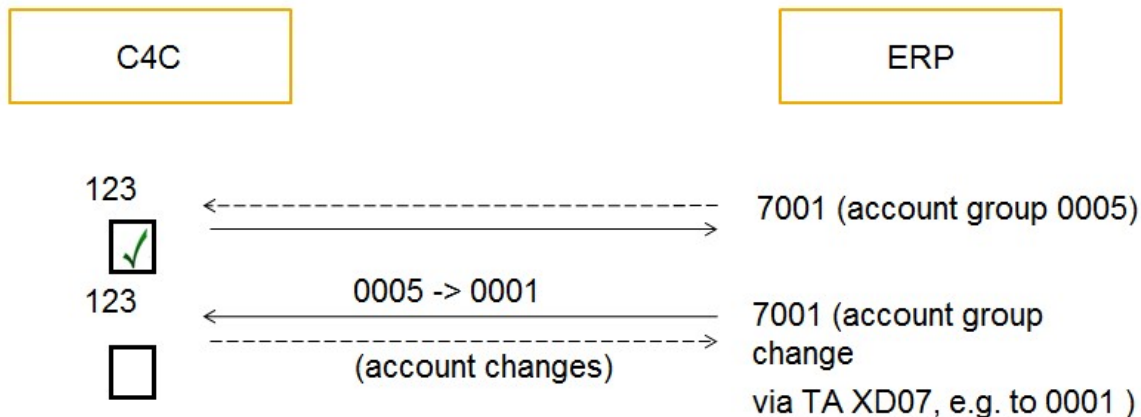 C4C
ERP
123
7001 (account group 0005)
123
0005 -> 0001
7001 (account group
change
(account changes)
via TA XD07, e.g. to 0001 )